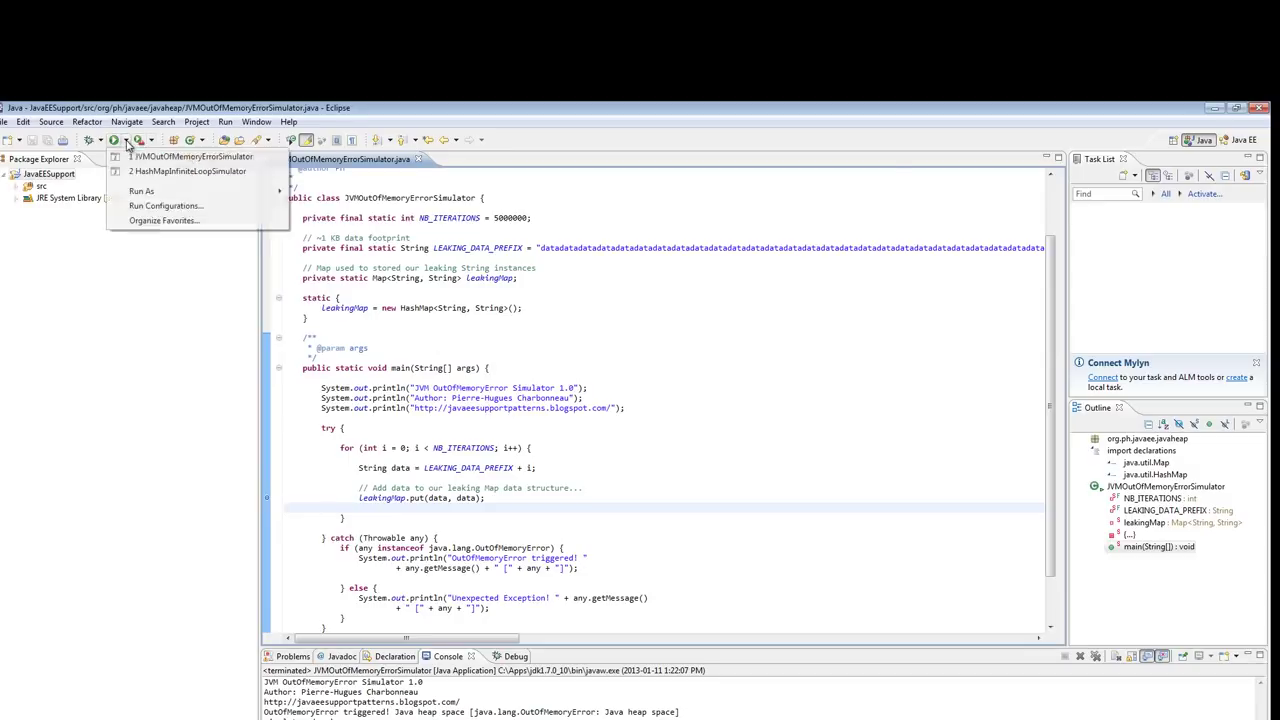 Java - JavaEESupport/src/org/ph/javaee/javaheap/JVMOutOfMemoryErrorSimulator.java - Eclipse
Edit Source Refactor Navigate Search Project Run Window Help
Java Java EE
Package Explorer
JavaEESupport
src
JRE System Library
1 JVMOutOfMemoryErrorSimulator
2 HashMapInfiniteLoopSimulator
Run As
Run Configurations...
Organize Favorites...
OutOfMemoryErrorSimulator.java
*/
public class JVMOutOfMemoryErrorSimulator {
private final static int NB_ITERATIONS = 5000000;
// ~1 KB data footprint
private final static String LEAKING_DATA_PREFIX = "datadatadatadatadatadatadatadatadatadatadatadatadatadatadatadatadatadatadatadatadatadatadatadatadatadata
// Map used to stored our leaking String instances
private static Map<String, String> leakingMap;
static {
leakingMap = new HashMap<String, String>();
}
/**
* @param args
*/
public static void main(String[] args) {
System.out.println("JVM OutOfMemoryError Simulator 1.0");
System.out.println("Author: Pierre-Hugues Charbonneau");
System.out.println("http://javaeesupportpatterns.blogspot.com/");
try {
for (int i = 0; i < NB_ITERATIONS; i++) {
String data = LEAKING_DATA_PREFIX + i;
// Add data to our leaking Map data structure...
leakingMap.put(data, data);
}
} catch (Throwable any) {
if (any instanceof java.lang.OutOfMemoryError) {
System.out.println("OutOfMemoryError triggered! "
+ any.getMessage() + " [" + any + "]");
} else {
System.out.println("Unexpected Exception! " + any.getMessage()
+ " [" + any + "]");
}
}
Task List
Find All Activate...
Connect Mylyn
Connect to your task and ALM tools or create a
local task.
Outline
org.ph.javaee.javaheap
import declarations
java.util.Map
java.util.HashMap
JVMOutOfMemoryErrorSimulator
NB_ITERATIONS : int
LEAKING_DATA_PREFIX : String
leakingMap : Map<String, String>
{...}
main(String[]) : void
Problems Javadoc Declaration Console Debug
<terminated> JVMOutOfMemoryErrorSimulator [Java Application] C:\Apps\jdk1.7.0_10\bin\javaw.exe (2013-01-11 1:22:07 PM)
JVM OutOfMemoryError Simulator 1.0
Author: Pierre-Hugues Charbonneau
http://javaeesupportpatterns.blogspot.com/
OutOfMemoryError triggered! Java heap space [java.lang.OutOfMemoryError: Java heap space]